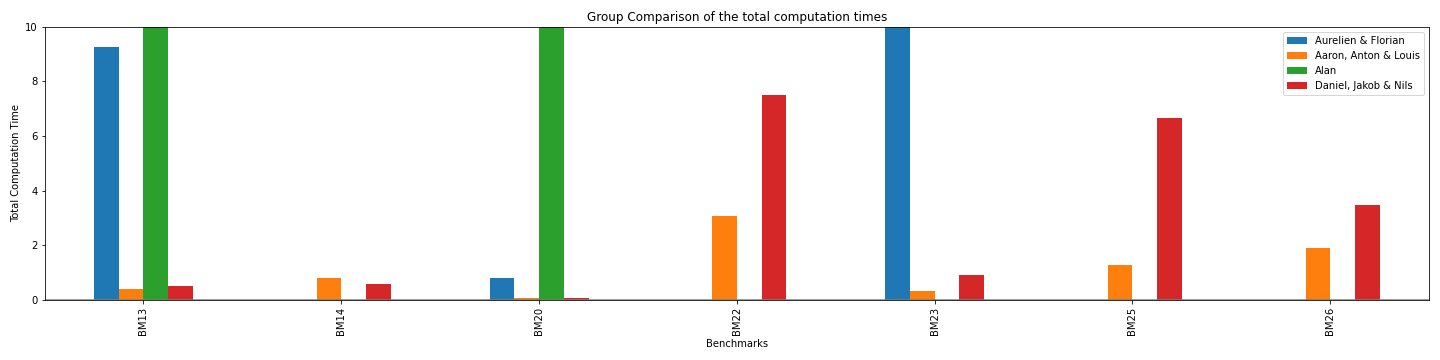 Group Comparison of the total computation times
Aurelien & Florian
Aaron, Anton & Louis
Alan
Daniel, Jakob & Nils
Total Computation Time
10
8
6
4
2
0
BM13
BM14
BM20
BM22
BM23
BM25
BM26
Benchmarks